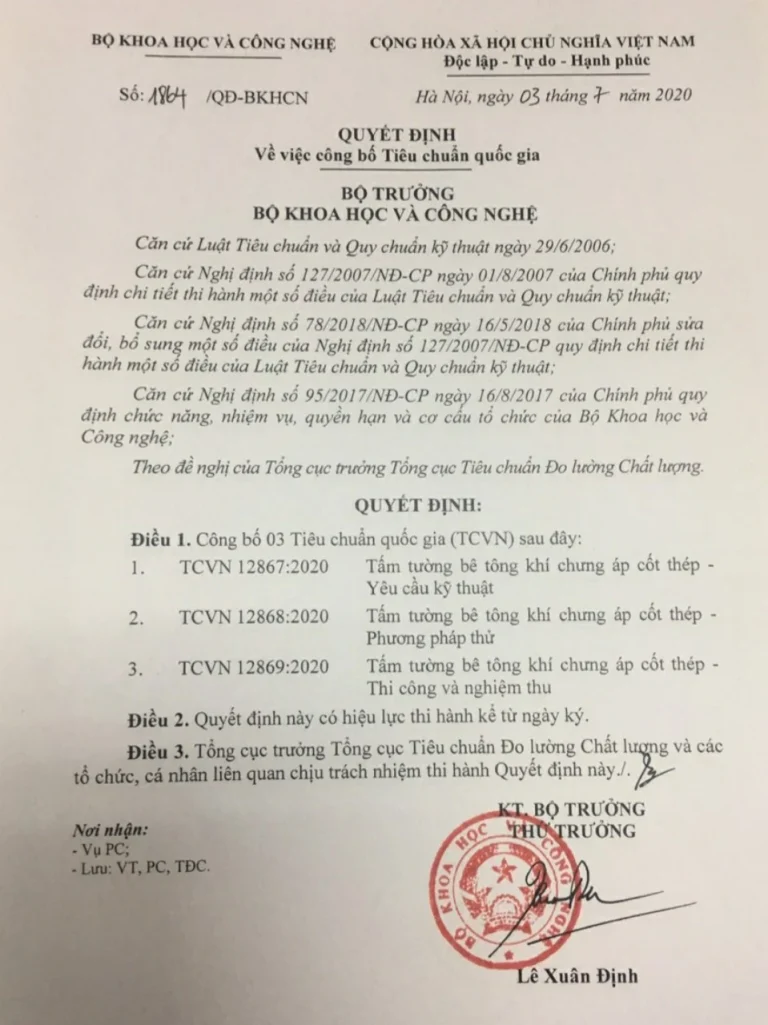 BỘ KHOA HỌC VÀ CÔNG NGHỆ
CỘNG HÒA XÃ HỘI CHỦ NGHĨA VIỆT NAM
Độc lập - Tự do - Hạnh phúc
Số: 1864 /QĐ-BKHCN
Hà Nội, ngày 03 tháng 7 năm 2020
QUYẾT ĐỊNH
Về việc công bố Tiêu chuẩn quốc gia
BỘ TRƯỞNG
BỘ KHOA HỌC VÀ CÔNG NGHỆ
Căn cứ Luật Tiêu chuẩn và Quy chuẩn kỹ thuật ngày 29/6/2006;
Căn cứ Nghị định số 127/2007/NĐ-CP ngày 01/8/2007 của Chính phủ quy
định chi tiết thi hành một số điều của Luật Tiêu chuẩn và Quy chuẩn kỹ thuật;
Căn cứ Nghị định số 78/2018/NĐ-CP ngày 16/5/2018 của Chính phủ sửa
đổi, bổ sung một số điều của Nghị định số 127/2007/NĐ-CP quy định chi tiết thi
hành một số điều của Luật Tiêu chuẩn và Quy chuẩn kỹ thuật;
Căn cứ Nghị định số 95/2017/NĐ-CP ngày 16/8/2017 của Chính phủ quy
định chức năng, nhiệm vụ, quyền hạn và cơ cấu tổ chức của Bộ Khoa học và
Công nghệ;
Theo đề nghị của Tổng cục trưởng Tổng cục Tiêu chuẩn Đo lường Chất lượng.
QUYẾT ĐỊNH:
Điều 1. Công bố 03 Tiêu chuẩn quốc gia (TCVN) sau đây:
1. TCVN 12867:2020 Tấm tường bê tông khí chưng áp cốt thép -
Yêu cầu kỹ thuật
2. TCVN 12868:2020 Tấm tường bê tông khí chưng áp cốt thép -
Phương pháp thử
3. TCVN 12869:2020 Tấm tường bê tông khí chưng áp cốt thép -
Thi công và nghiệm thu
Điều 2. Quyết định này có hiệu lực thi hành kể từ ngày ký.
Điều 3. Tổng cục trưởng Tổng cục Tiêu chuẩn Đo lường Chất lượng và các
tổ chức, cá nhân liên quan chịu trách nhiệm thi hành Quyết định này./.
Nơi nhận:
- Vụ PC;
- Lưu: VT, PC, TĐC.
KT. BỘ TRƯỞNG
THỨ TRƯỞNG
BỘ KHOA HỌC VÀ CÔNG NGHỆ
Lê Xuân Định